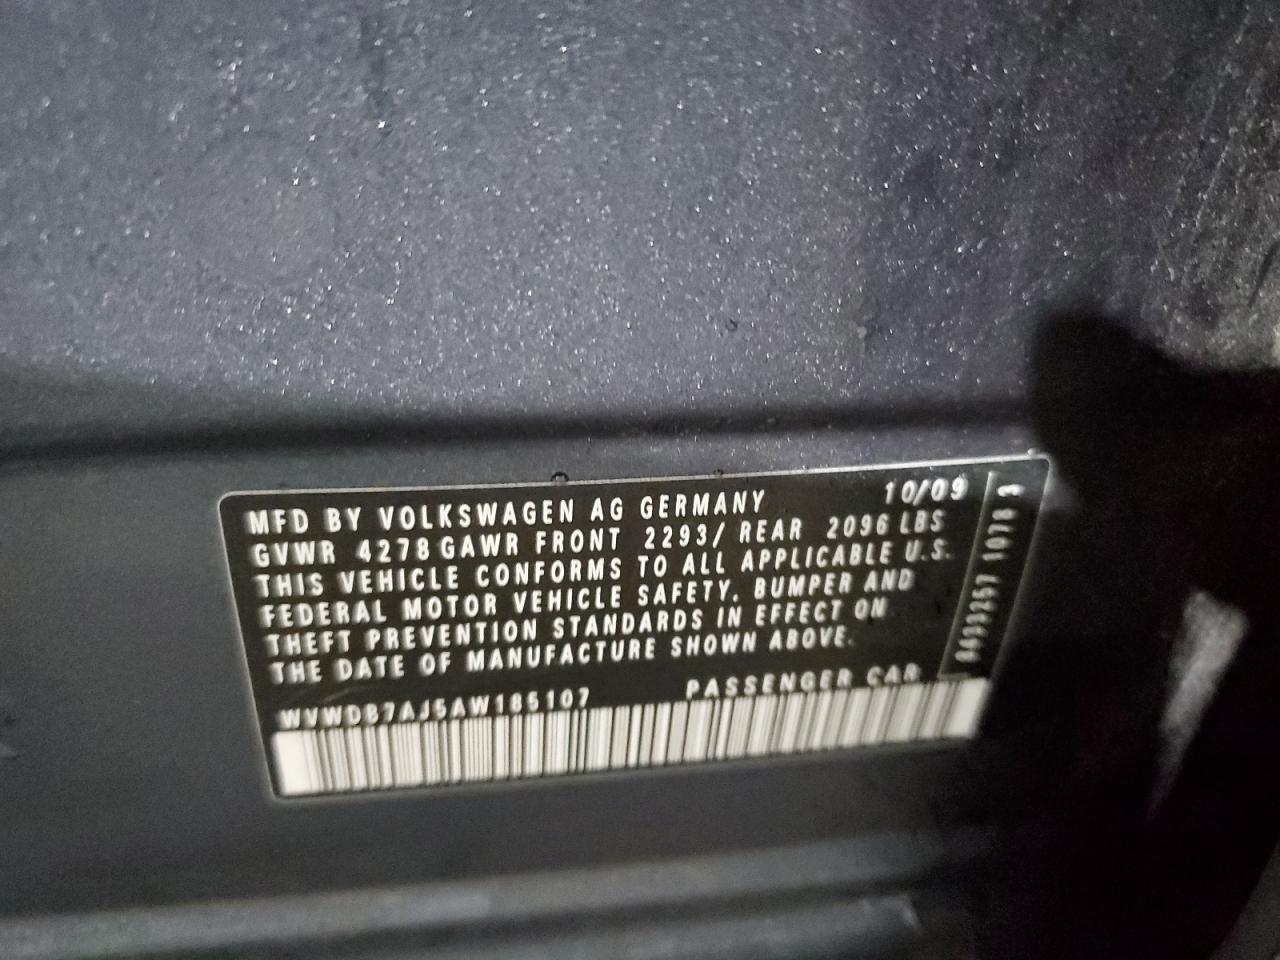 MFD BY VOLKSWAGEN AG GERMANY 10/09
GVWR 4278 GAWR FRONT 2293/ REAR 2096 LBS
THIS VEHICLE CONFORMS TO ALL APPLICABLE U.S.
FEDERAL MOTOR VEHICLE SAFETY, BUMPER AND
THEFT PREVENTION STANDARDS IN EFFECT ON
THE DATE OF MANUFACTURE SHOWN ABOVE.
WVWDB7AJ5AW185107 PASSENGER CAR